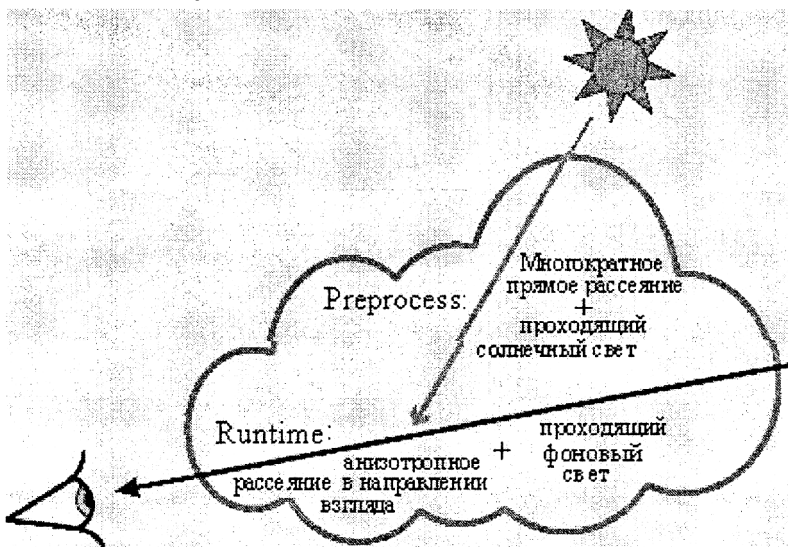 Preprocess:
Многократное
прямое рассеяние
+
проходящий
солнечный свет
Runtime:
анизотропное
рассеяние в направлении
взгляда
+
проходящий
фоновый
свет